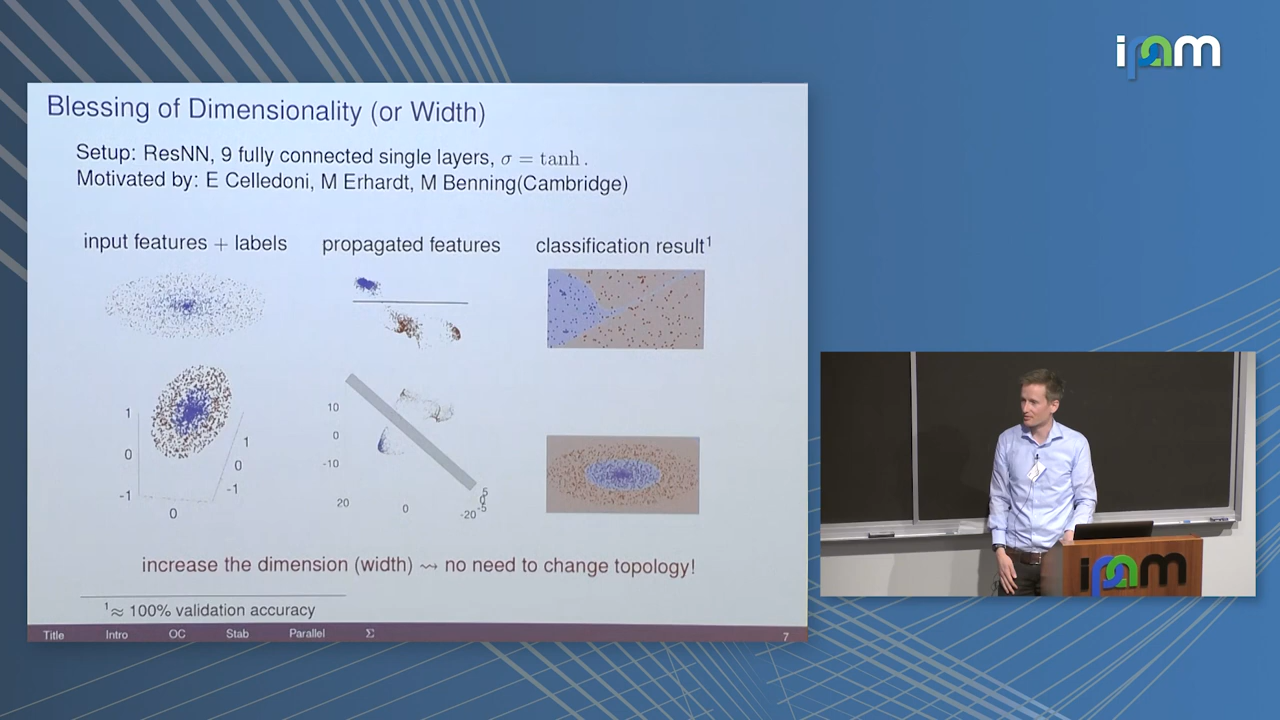 ipam
Blessing of Dimensionality (or Width)
Setup: ResNN, 9 fully connected single layers, σ = tanh.
Motivated by: E Celledoni, M Erhardt, M Benning(Cambridge)
input features + labels
propagated features
classification result¹
1
0
-1
0
1
0
-1
10
0
-10
20
0
-20
-5
0
5
increase the dimension (width) ⇝ no need to change topology!
¹≈ 100% validation accuracy
Title Intro OC Stab Parallel Σ 7
ipam